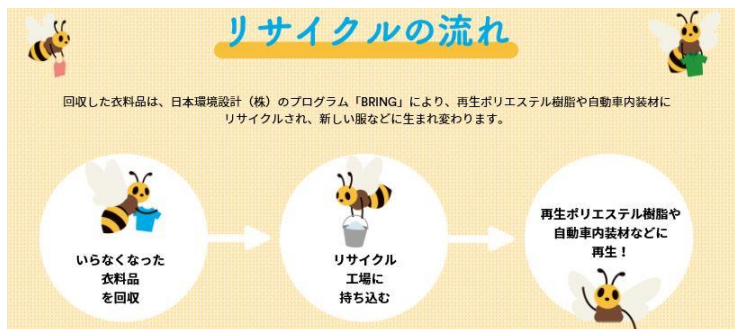 リサイクルの流れ
回収した衣料品は、日本環境設計（株）のプログラム「BRING」により、再生ポリエステル樹脂や自動車内装材に
リサイクルされ、新しい服などに生まれ変わります。
いらなくなった
衣料品
を回収
リサイクル
工場に
持ち込む
再生ポリエステル樹脂や
自動車内装材などに
再生！